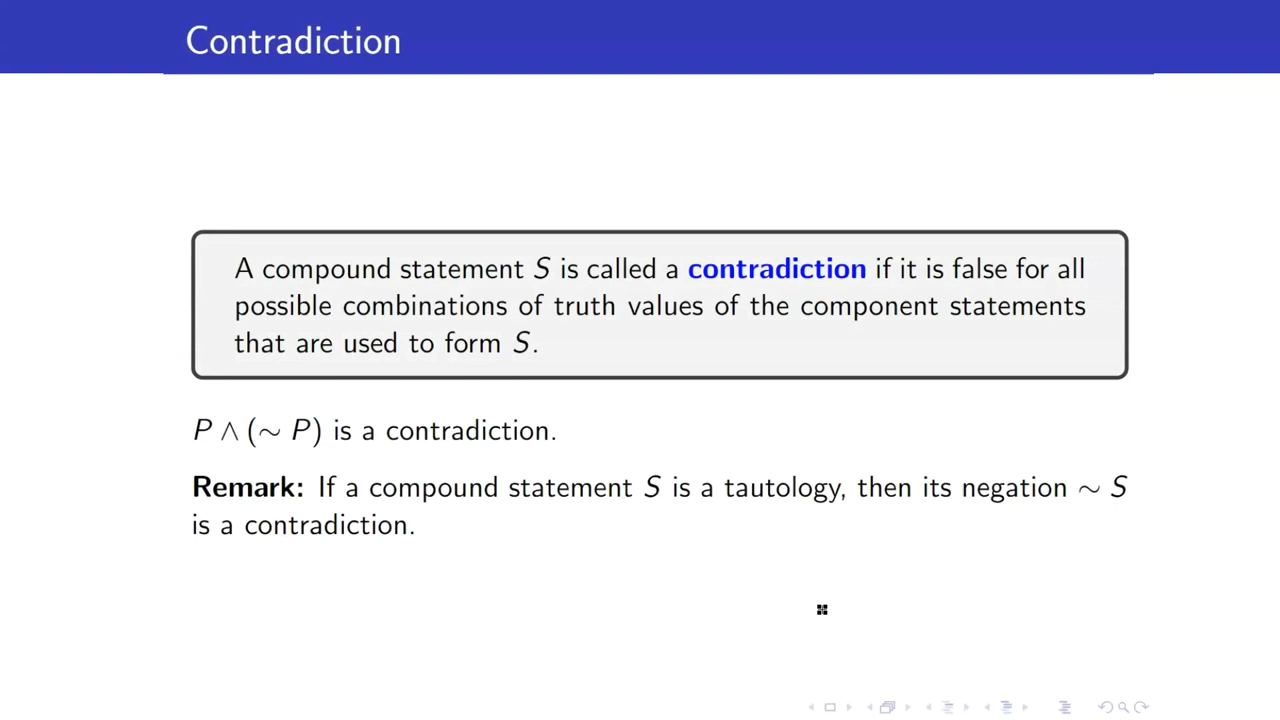 Contradiction
A compound statement S is called a contradiction if it is false for all
possible combinations of truth values of the component statements
that are used to form S.
P ∧ (∼ P) is a contradiction.
Remark: If a compound statement S is a tautology, then its negation ∼ S
is a contradiction.